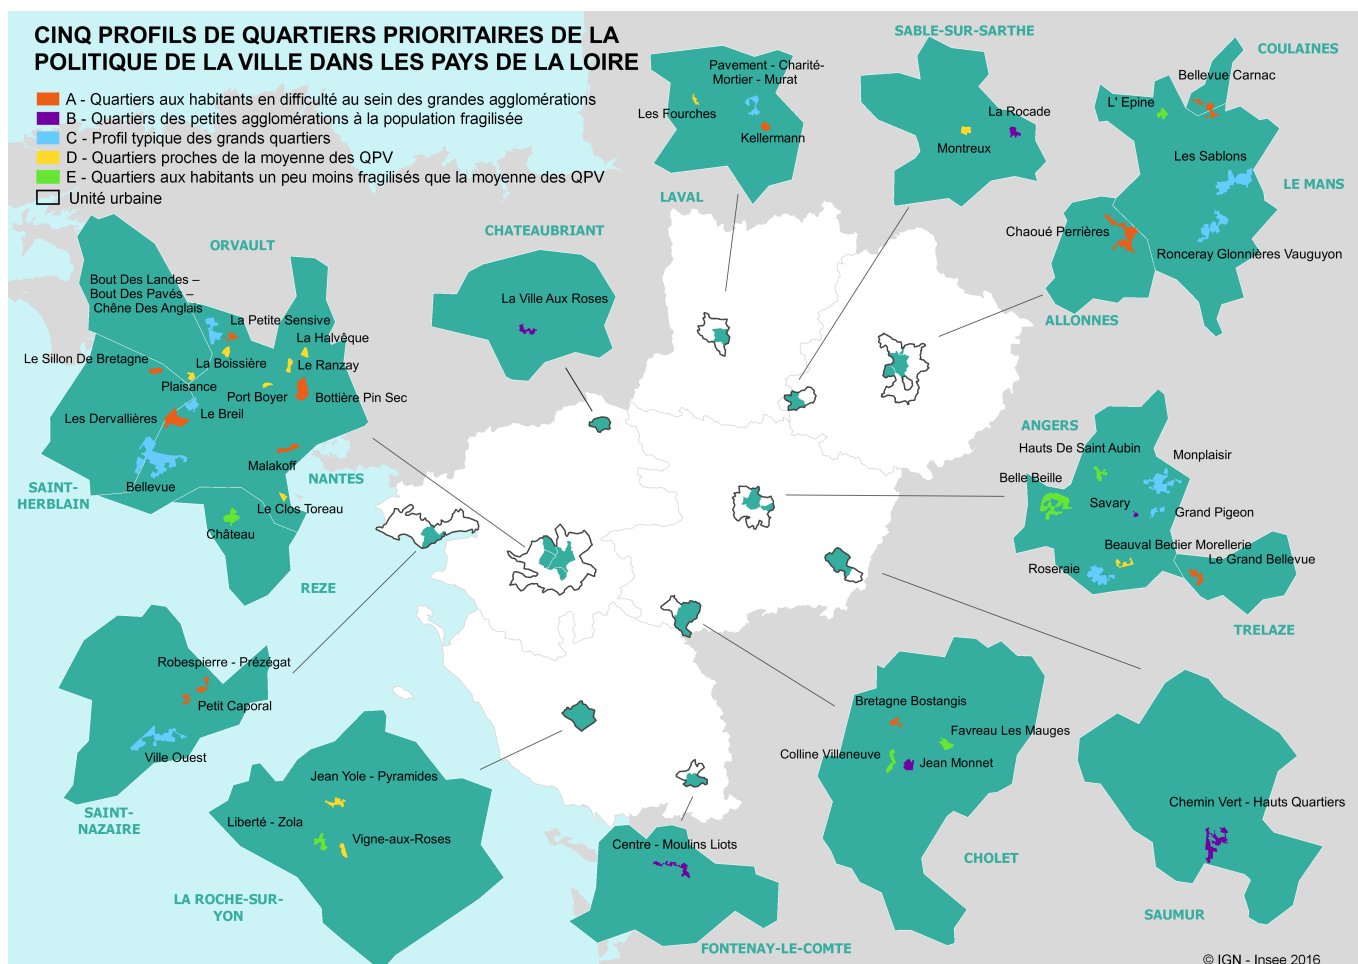 CINQ PROFILS DE QUARTIERS PRIORITAIRES DE LA
POLITIQUE DE LA VILLE DANS LES PAYS DE LA LOIRE
A - Quartiers aux habitants en difficulté au sein des grandes agglomérations
B - Quartiers des petites agglomérations à la population fragilisée
C - Profil typique des grands quartiers
D - Quartiers proches de la moyenne des QPV
E - Quartiers aux habitants un peu moins fragilisés que la moyenne des QPV
Unité urbaine
Pavement - Charité-
Mortier - Murat
Les Fourches
Kellermann
LAVAL
SABLE-SUR-SARTHE
La Rocade
Montreux
COULAINES
Bellevue Carnac
L' Epine
Les Sablons
LE MANS
Chaoué Perrières
Ronceray Glonnières Vauguyon
ALLONNES
ORVAULT
Bout Des Landes –
Bout Des Pavés –
Chêne Des Anglais
La Petite Sensive
La Halvêque
Le Sillon De Bretagne
La Boissière
Le Ranzay
Plaisance
Port Boyer
Bottière Pin Sec
Les Dervallières
Le Breil
Malakoff
Bellevue
NANTES
SAINT-
HERBLAIN
Le Clos Toreau
Château
REZE
CHATEAUBRIANT
La Ville Aux Roses
ANGERS
Hauts De Saint Aubin
Monplaisir
Belle Beille
Savary
Grand Pigeon
Beauval Bedier Morellerie
Le Grand Bellevue
Roseraie
TRELAZE
Robespierre - Prézégat
Petit Caporal
Ville Ouest
SAINT-
NAZAIRE
Jean Yole - Pyramides
Liberté - Zola
Vigne-aux-Roses
LA ROCHE-SUR-
YON
Centre - Moulins Liots
FONTENAY-LE-COMTE
Bretagne Bostangis
Favreau Les Mauges
Colline Villeneuve
Jean Monnet
CHOLET
Chemin Vert - Hauts Quartiers
SAUMUR
© IGN - Insee 2016